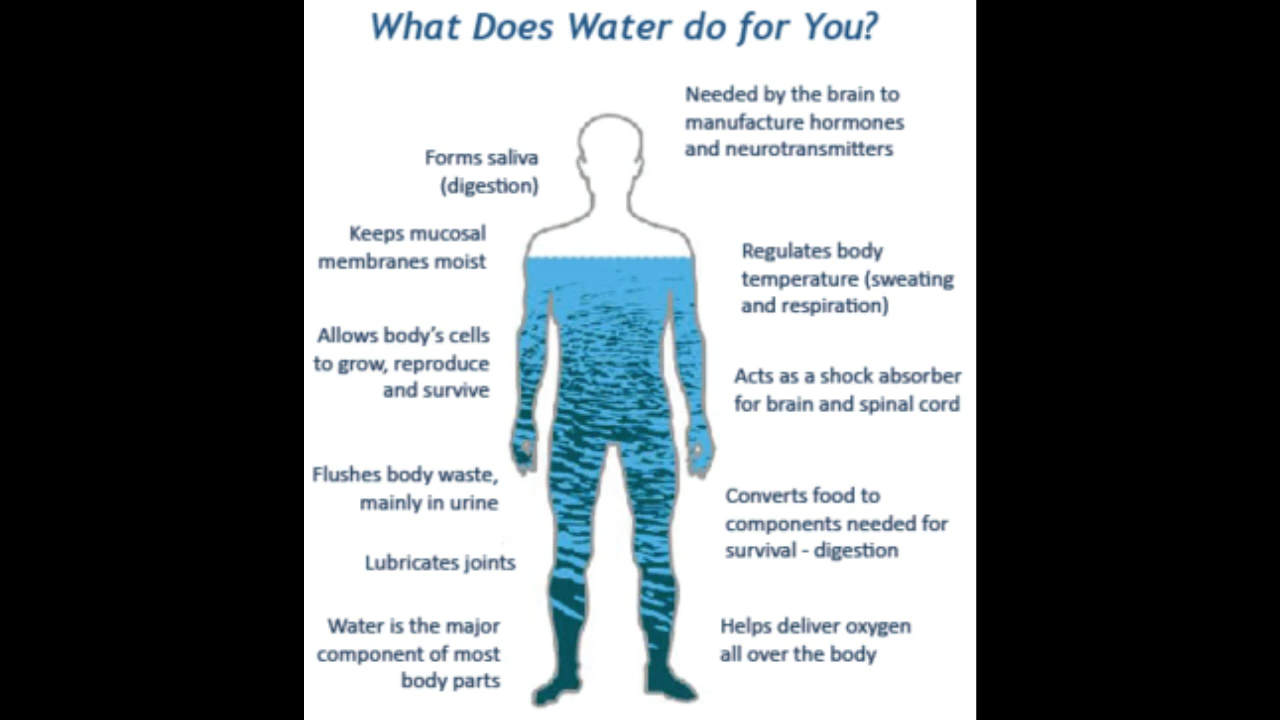 What Does Water do for You?
Needed by the brain to
manufacture hormones
and neurotransmitters
Forms saliva
(digestion)
Keeps mucosal
membranes moist
Regulates body
temperature (sweating
and respiration)
Allows body's cells
to grow, reproduce
and survive
Acts as a shock absorber
for brain and spinal cord
Flushes body waste,
mainly in urine
Converts food to
components needed for
survival - digestion
Lubricates joints
Water is the major
component of most
body parts
Helps deliver oxygen
all over the body